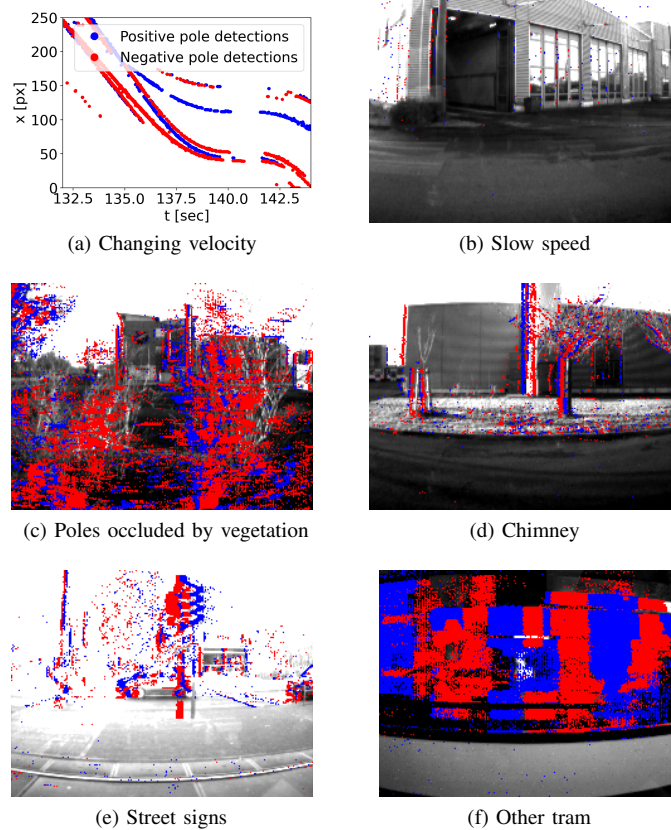 250
200
150
100
50
0
x [px]
Positive pole detections
Negative pole detections
132.5 135.0 137.5 140.0 142.5
t [sec]
(a) Changing velocity
(b) Slow speed
(c) Poles occluded by vegetation
(d) Chimney
(e) Street signs
(f) Other tram